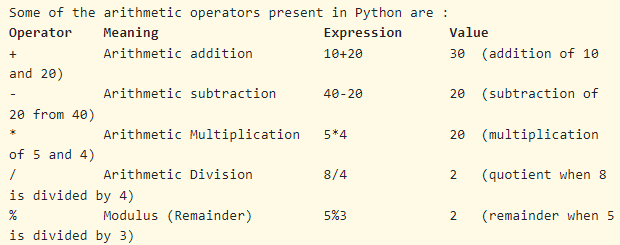 Some of the arithmetic operators present in Python are :
Operator Meaning Expression Value
+ Arithmetic addition 10+20 30 (addition of 10
and 20)
- Arithmetic subtraction 40-20 20 (subtraction of
20 from 40)
* Arithmetic Multiplication 5*4 20 (multiplication
of 5 and 4)
/ Arithmetic Division 8/4 2 (quotient when 8
is divided by 4)
% Modulus (Remainder) 5%3 2 (remainder when 5
is divided by 3)